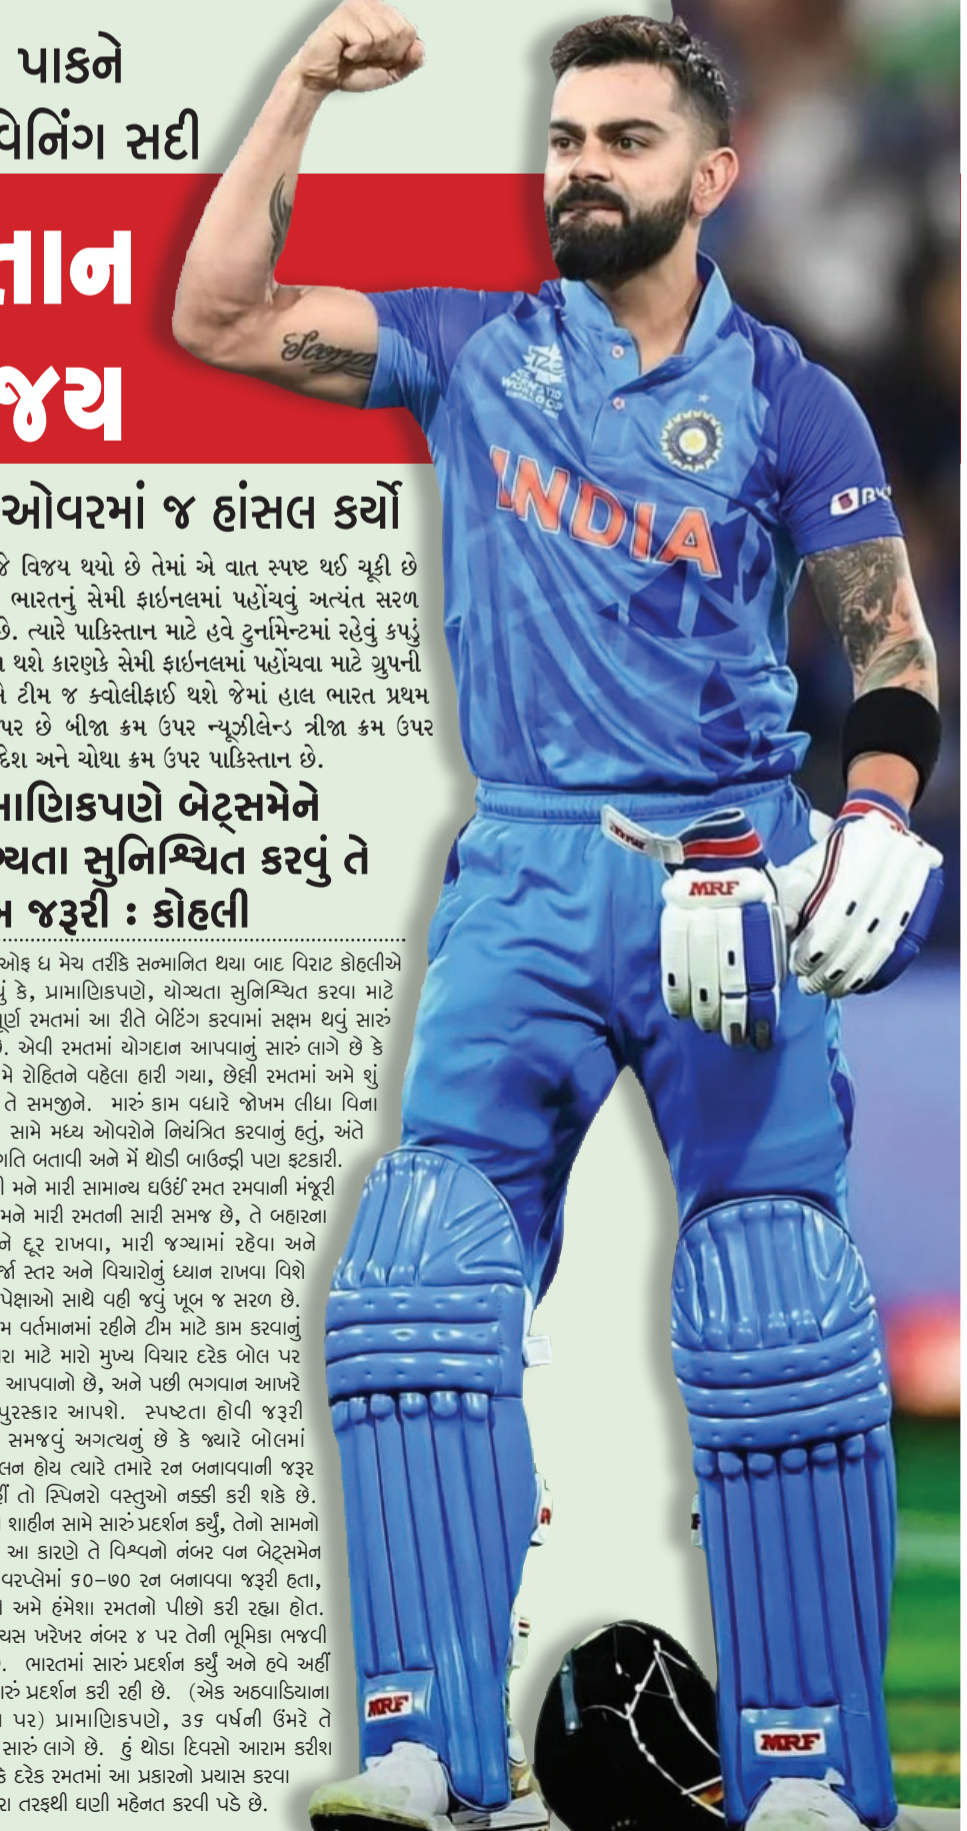 પાકને
વિનિંગ સદી
તાન
જય
ઓવરમાં જ હાંસલ કર્યો
જે વિજય થયો છે તેમાં એ વાત સ્પષ્ટ થઈ ચૂકી છે
ભારતનું સેમી ફાઇનલમાં પહોંચવું અત્યંત સરળ
છે. ત્યારે પાકિસ્તાન માટે હવે ટુર્નામેન્ટમાં રહેવું કપડું
થશે કારણકે સેમી ફાઇનલમાં પહોંચવા માટે ગ્રુપની
ટીમ જ ક્વોલીફાઈ થશે જેમાં હાલ ભારત પ્રથમ
પર છે બીજા ક્રમ ઉપર ન્યૂઝીલેન્ડ ત્રીજા ક્રમ ઉપર
દેશ અને ચોથા ક્રમ ઉપર પાકિસ્તાન છે.
માણિકપણે બેટ્સમેને
ગ્યતા સુનિશ્ચિત કરવું તે
જરૂરી : કોહલી
ઓફ ધ મેચ તરીકે સન્માનિત થયા બાદ વિરાટ કોહલીએ
કે, પ્રામાણિકપણે, યોગ્યતા સુનિશ્ચિત કરવા માટે
પૂર્ણ રમતમાં આ રીતે બેટિંગ કરવામાં સક્ષમ થવું સારું
છે. એવી રમતમાં યોગદાન આપવાનું સારું લાગે છે કે
મે રોહિતને વહેલા હારી ગયા, છેલ્લી રમતમાં અમે શું
તે સમજીને. મારું કામ વધારે જોખમ લીધા વિના
સામે મધ્ય ઓવરોને નિયંત્રિત કરવાનું હતું, અંતે
ગતિ બતાવી અને મેં થોડી બાઉન્ડ્રી પણ ફટકારી.
મને મારી સામાન્ય ઘઉઈં રમત રમવાની મંજૂરી
મને મારી રમતની સારી સમજ છે, તે બહારના
ને દૂર રાખવા, મારી જગ્યામાં રહેવા અને
ર્જા સ્તર અને વિચારોનું ધ્યાન રાખવા વિશે
પેક્ષાઓ સાથે વહી જવું ખૂબ જ સરળ છે.
મ વર્તમાનમાં રહીને ટીમ માટે કામ કરવાનું
રા માટે મારો મુખ્ય વિચાર દરેક બોલ પર
આપવાનો છે, અને પછી ભગવાન આખરે
પુરસ્કાર આપશે. સ્પષ્ટતા હોવી જરૂરી
સમજવું અગત્યનું છે કે જ્યારે બોલમાં
લન હોય ત્યારે તમારે રન બનાવવાની જરૂર
હીં તો સ્પિનરો વસ્તુઓ નક્કી કરી શકે છે.
શાહીન સામે સારું પ્રદર્શન કર્યું, તેનો સામનો
આ કારણે તે વિશ્વનો નંબર વન બેટ્સમેન
વરપ્લેમાં ૬૦-૭૦ રન બનાવવા જરૂરી હતા,
અમે હંમેશા રમતનો પીછો કરી રહ્યા હોત.
યસ ખરેખર નંબર ૪ પર તેની ભૂમિકા ભજવી
છે. ભારતમાં સારું પ્રદર્શન કર્યું અને હવે અહીં
રું પ્રદર્શન કરી રહી છે. (એક અઠવાડિયાના
પર) પ્રામાણિકપણે, ૩૬ વર્ષની ઉંમરે તે
સારું લાગે છે. હું થોડા દિવસો આરામ કરીશ
કે દરેક રમતમાં આ પ્રકારનો પ્રયાસ કરવા
રા તરફથી ઘણી મહેનત કરવી પડે છે.
INDIA
WORLD CUP
MRF
MRF
MRF